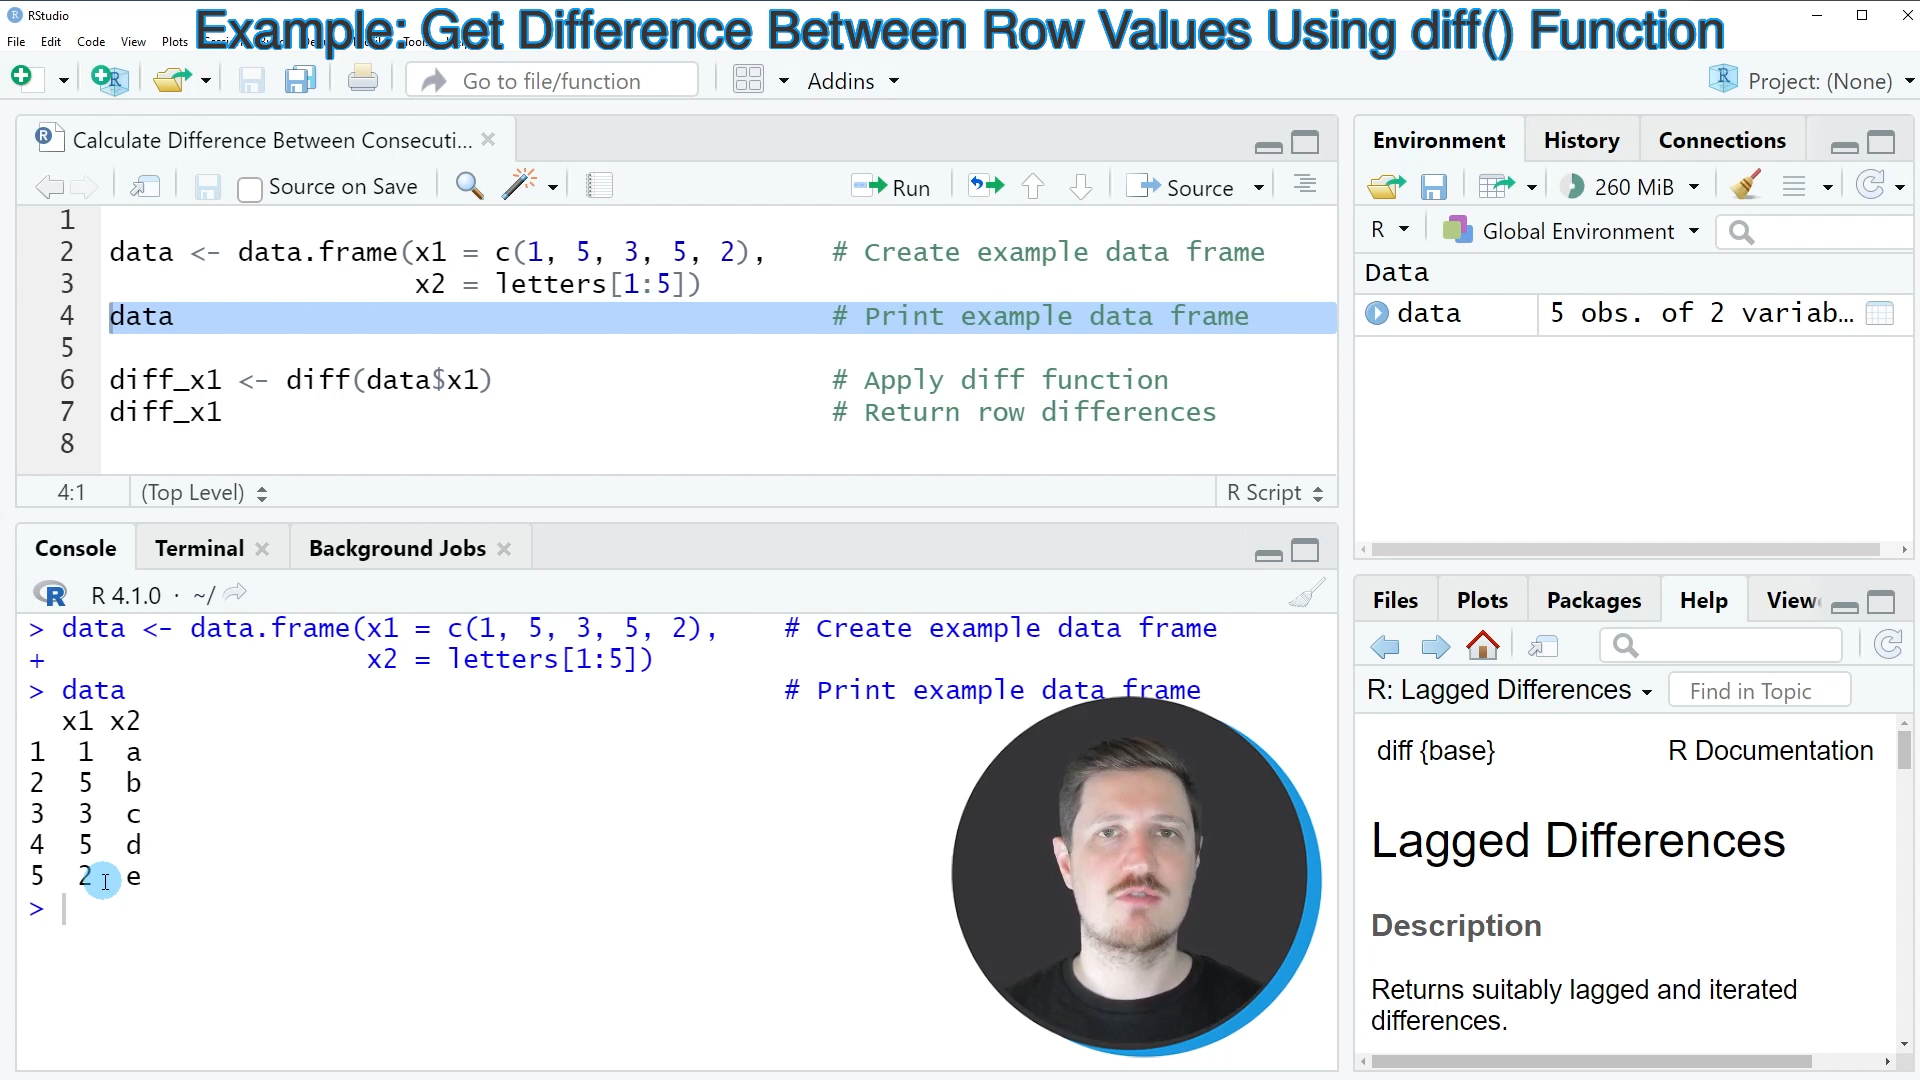 RStudio
Example: Get Difference Between Row Values Using diff() Function
File Edit Code View Plots
Go to file/function
Addins
Project: (None)
Calculate Difference Between Consecuti...
Source on Save
Run
Source
1
2 data <- data.frame(x1 = c(1, 5, 3, 5, 2), # Create example data frame
3 x2 = letters[1:5])
4 data # Print example data frame
5
6 diff_x1 <- diff(data$x1) # Apply diff function
7 diff_x1 # Return row differences
8
4:1 (Top Level) R Script
Console Terminal Background Jobs
R 4.1.0 · ~/
> data <- data.frame(x1 = c(1, 5, 3, 5, 2), # Create example data frame
+ x2 = letters[1:5])
> data # Print example data frame
x1 x2
1 1 a
2 5 b
3 3 c
4 5 d
5 2 e
>
Environment History Connections
260 MiB
R Global Environment
Data
data 5 obs. of 2 variab...
Files Plots Packages Help View
R: Lagged Differences Find in Topic
diff {base} R Documentation
Lagged Differences
Description
Returns suitably lagged and iterated
differences.